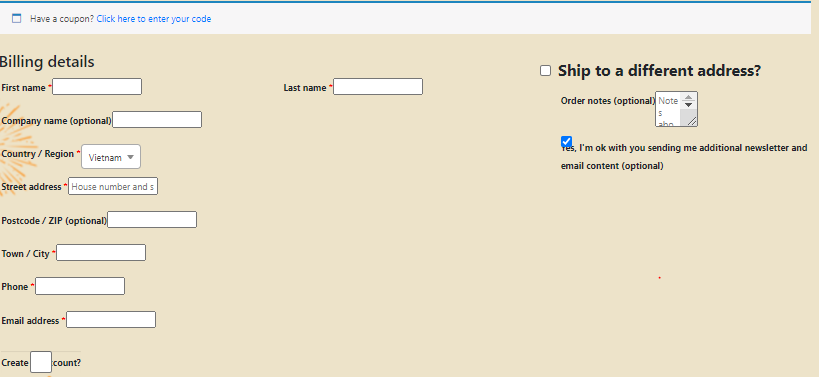 Have a coupon? Click here to enter your code
Billing details
First name *
Last name *
Company name (optional)
Country / Region *
Vietnam
Street address *
House number and s
Postcode / ZIP (optional)
Town / City *
Phone *
Email address *
Create
count?
Ship to a different address?
Order notes (optional)
Note
s
abo
Yes, I'm ok with you sending me additional newsletter and
email content (optional)